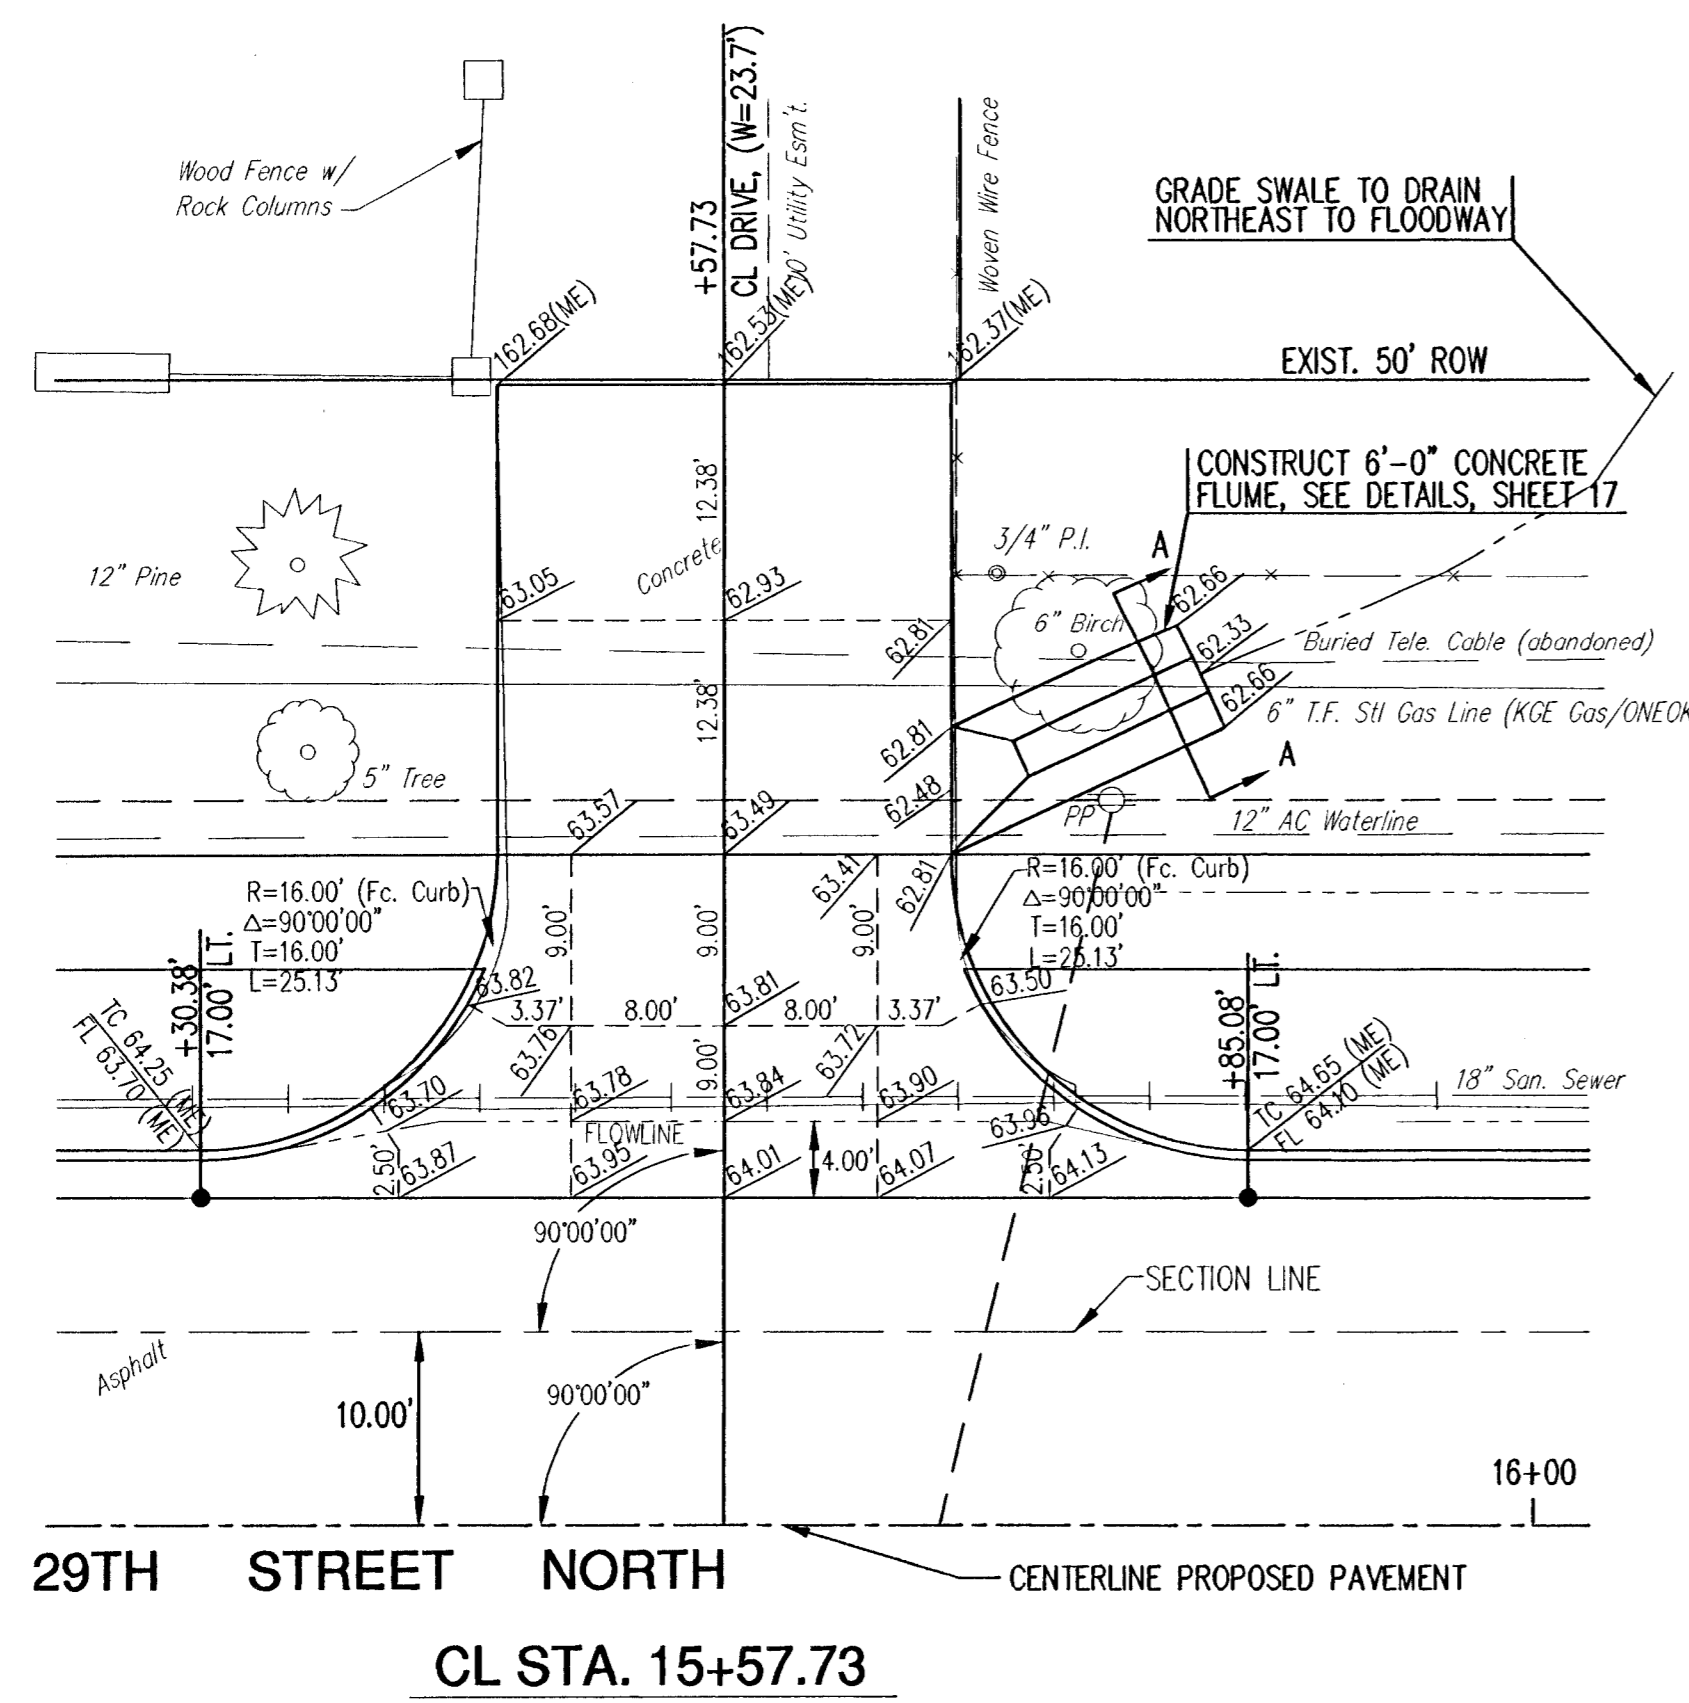 Wood Fence w/
Rock Columns
+57.73
CL DRIVE, (W=23.7')
Utility Esm't.
Woven Wire Fence
GRADE SWALE TO DRAIN
NORTHEAST TO FLOODWAY
162.68(ME)
162.53(ME)
162.37(ME)
EXIST. 50' ROW
CONSTRUCT 6'-0" CONCRETE
FLUME, SEE DETAILS, SHEET 17
12.38'
Concrete
3/4" P.I.
A
12" Pine
63.05
62.93
62.81
6" Birch
62.66
62.33
62.66
Buried Tele. Cable (abandoned)
12.38'
62.81
6" T.F. Stl Gas Line (KGE Gas/ONEOK
A
5" Tree
62.48
63.57
63.49
PP
12" AC Waterline
63.41
62.81
R=16.00' (Fc. Curb)
Δ=90°00'00"
T=16.00'
L=25.13'
R=16.00' (Fc. Curb)
Δ=90°00'00"
T=16.00'
L=25.13'
9.00'
9.00'
9.00'
+30.38'
17.00' LT.
TC 64.25 (ME)
FL 63.70 (ME)
63.82
63.81
63.50
3.37'
8.00'
8.00'
3.37'
+85.08'
17.00' LT.
TC 64.65 (ME)
FL 64.10 (ME)
63.76
9.00'
63.72
63.70
63.78
63.84
63.90
63.96
18" San. Sewer
FLOWLINE
2.50'
63.87
63.95
64.01
4.00'
64.07
2.50'
64.13
90°00'00"
SECTION LINE
Asphalt
10.00'
90°00'00"
16+00
29TH STREET NORTH
CENTERLINE PROPOSED PAVEMENT
CL STA. 15+57.73